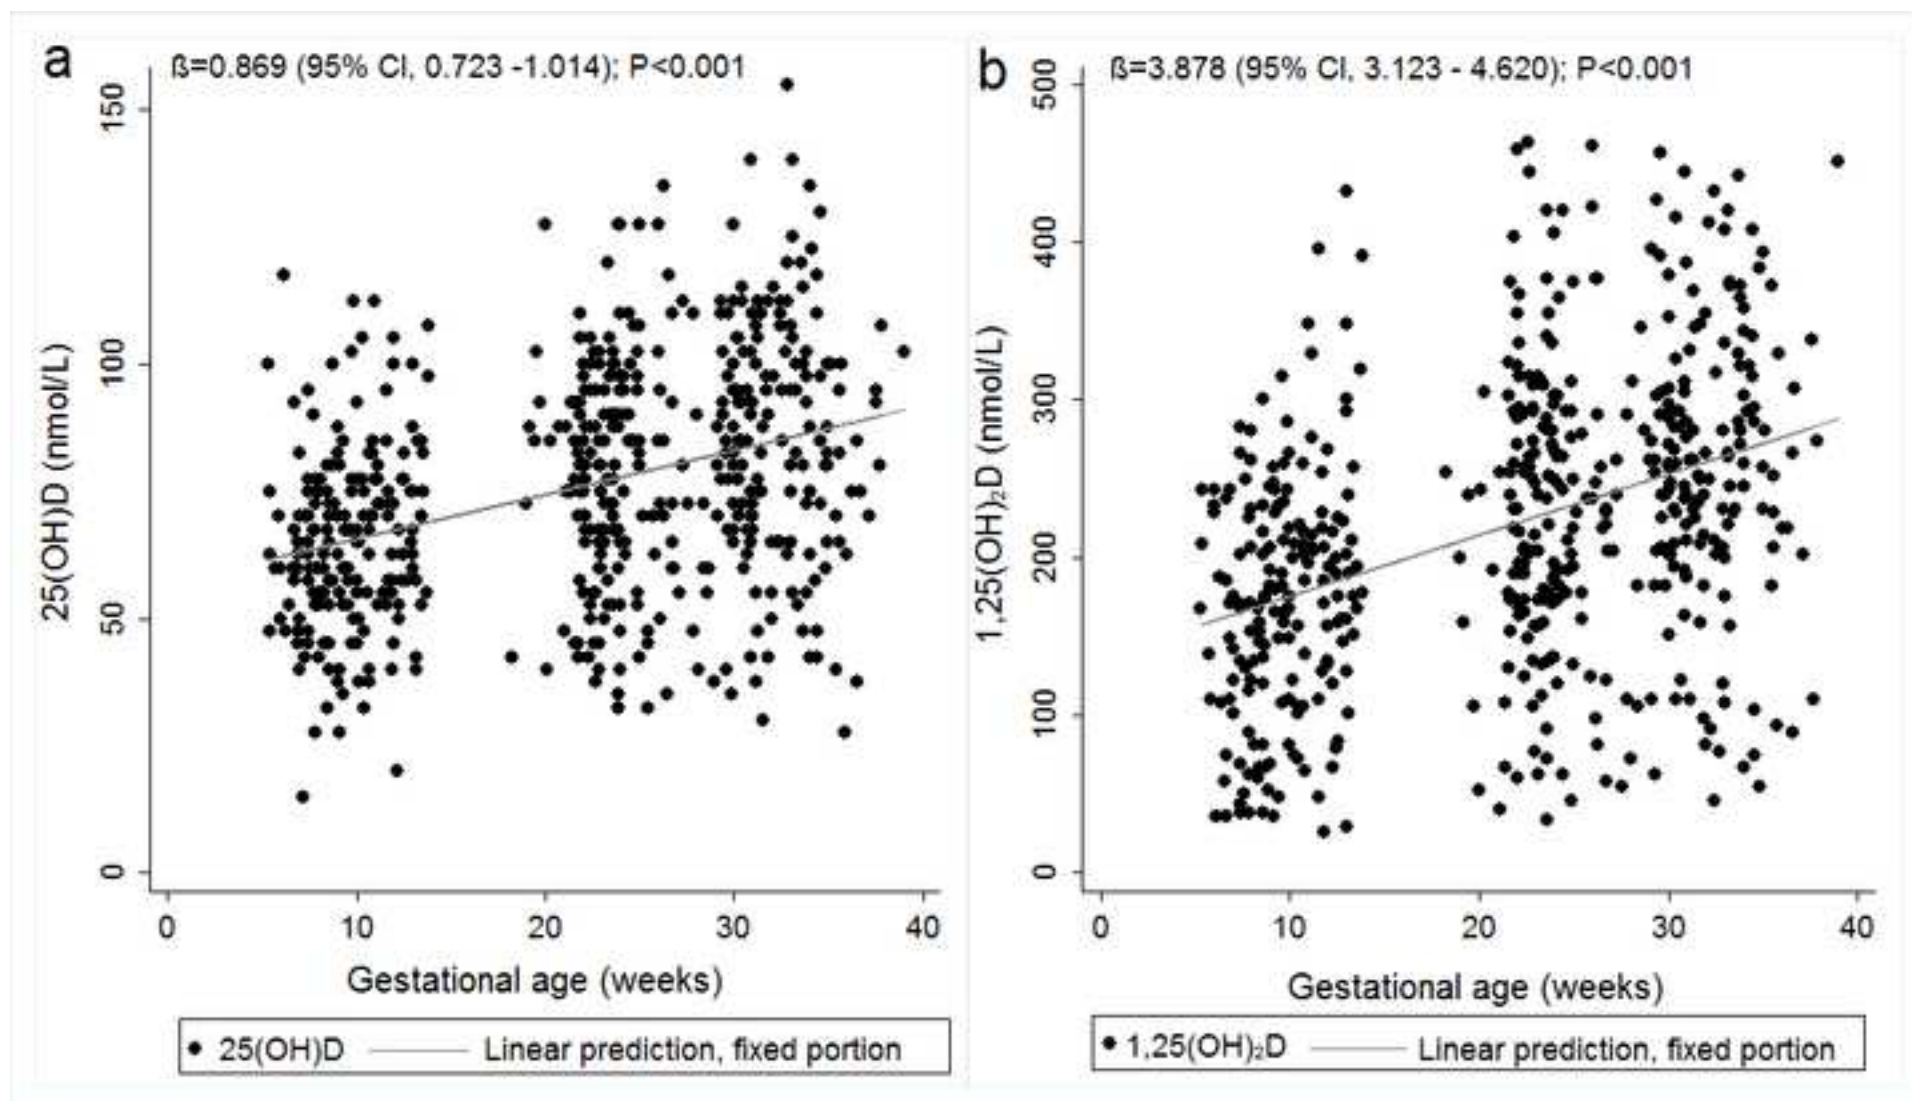 a
ß=0.869 (95% CI, 0.723 -1.014); P<0.001
25(OH)D (nmol/L)
150
100
50
0
0 10 20 30 40
Gestational age (weeks)
25(OH)D Linear prediction, fixed portion
b
ß=3.878 (95% CI, 3.123 - 4.620); P<0.001
1,25(OH)₂D (nmol/L)
500
400
300
200
100
0
0 10 20 30 40
Gestational age (weeks)
1,25(OH)₂D Linear prediction, fixed portion